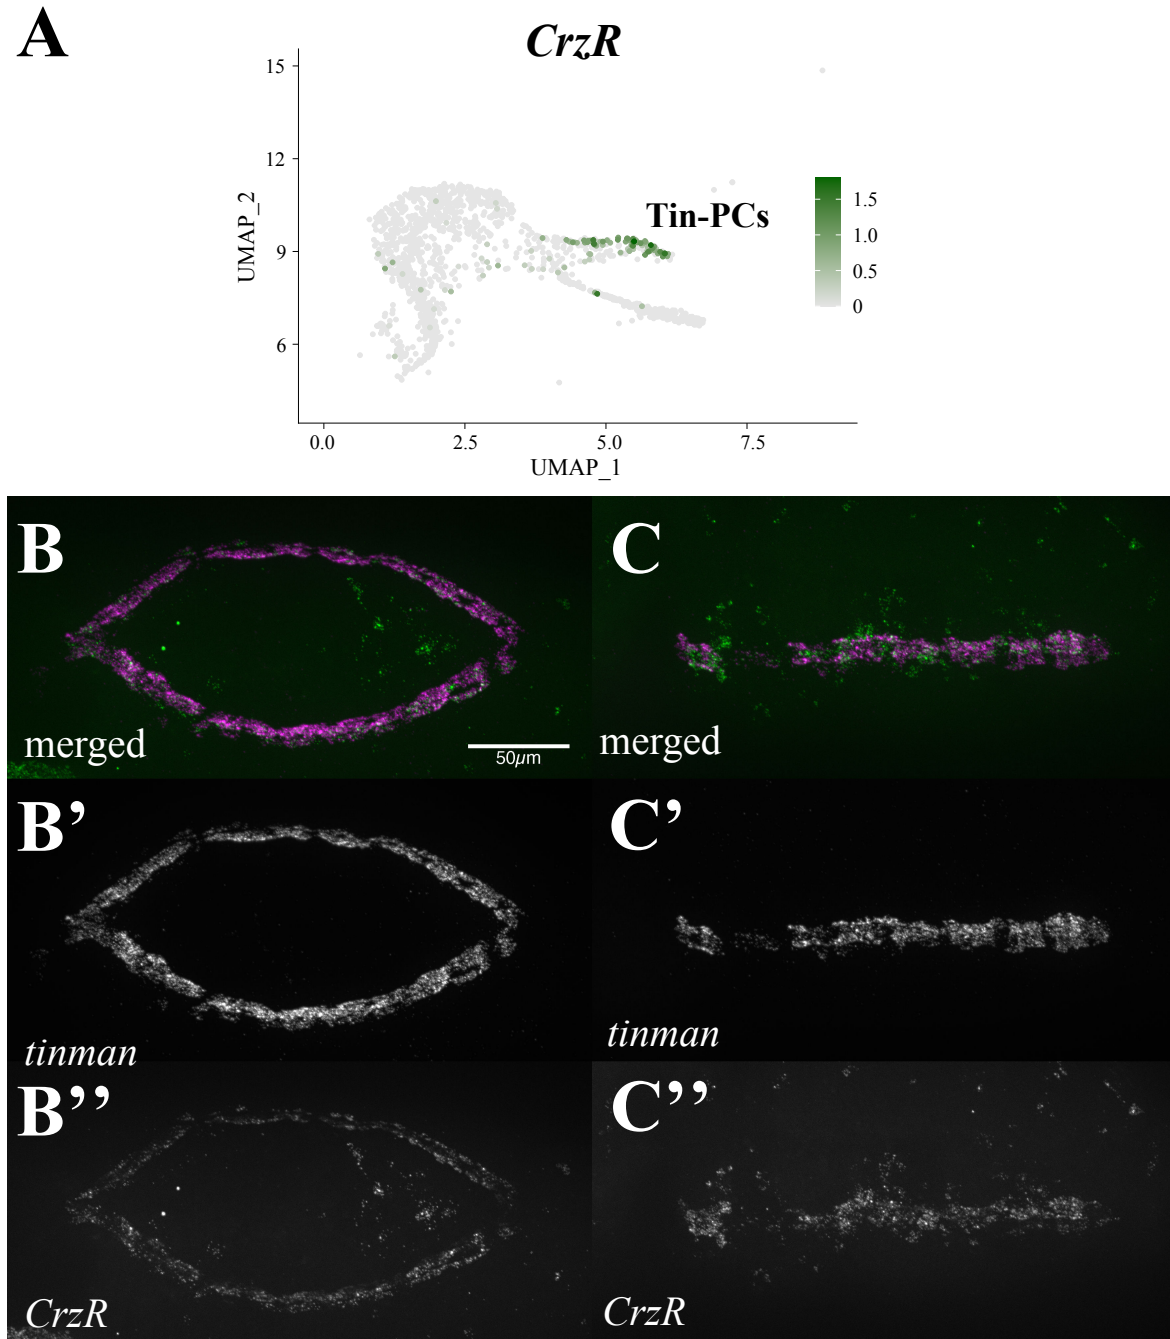 A
CrzR
15
12
9
6
UMAP_2
Tin-PCs
1.5
1.0
0.5
0
0.0 2.5 5.0 7.5
UMAP_1
B
merged
50µm
C
merged
B’
tinman
C’
tinman
B’’
CrzR
C’’
CrzR